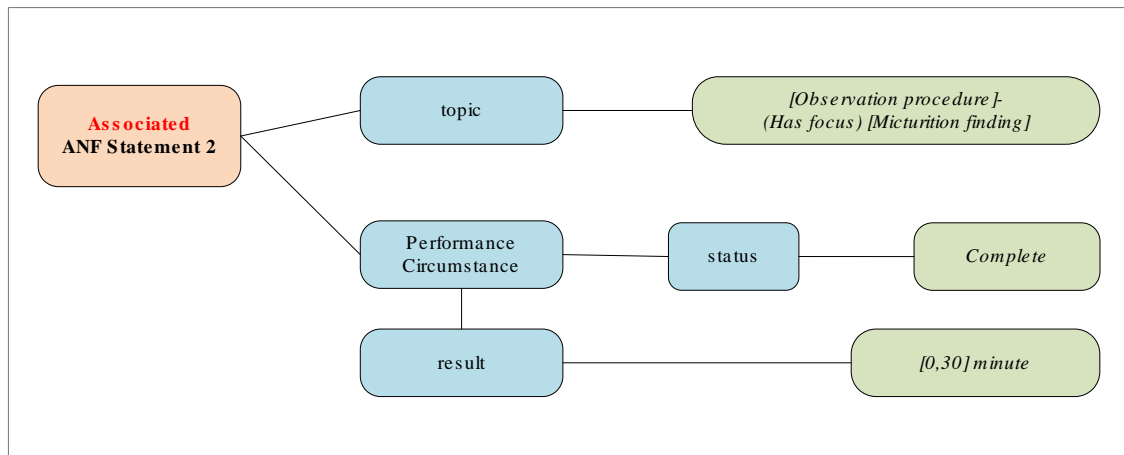 topic
[Observation procedure]-
(Has focus) [Micturition finding]
Associated
ANF Statement 2
Performance
Circumstance
status
Complete
result
[0,30] minute